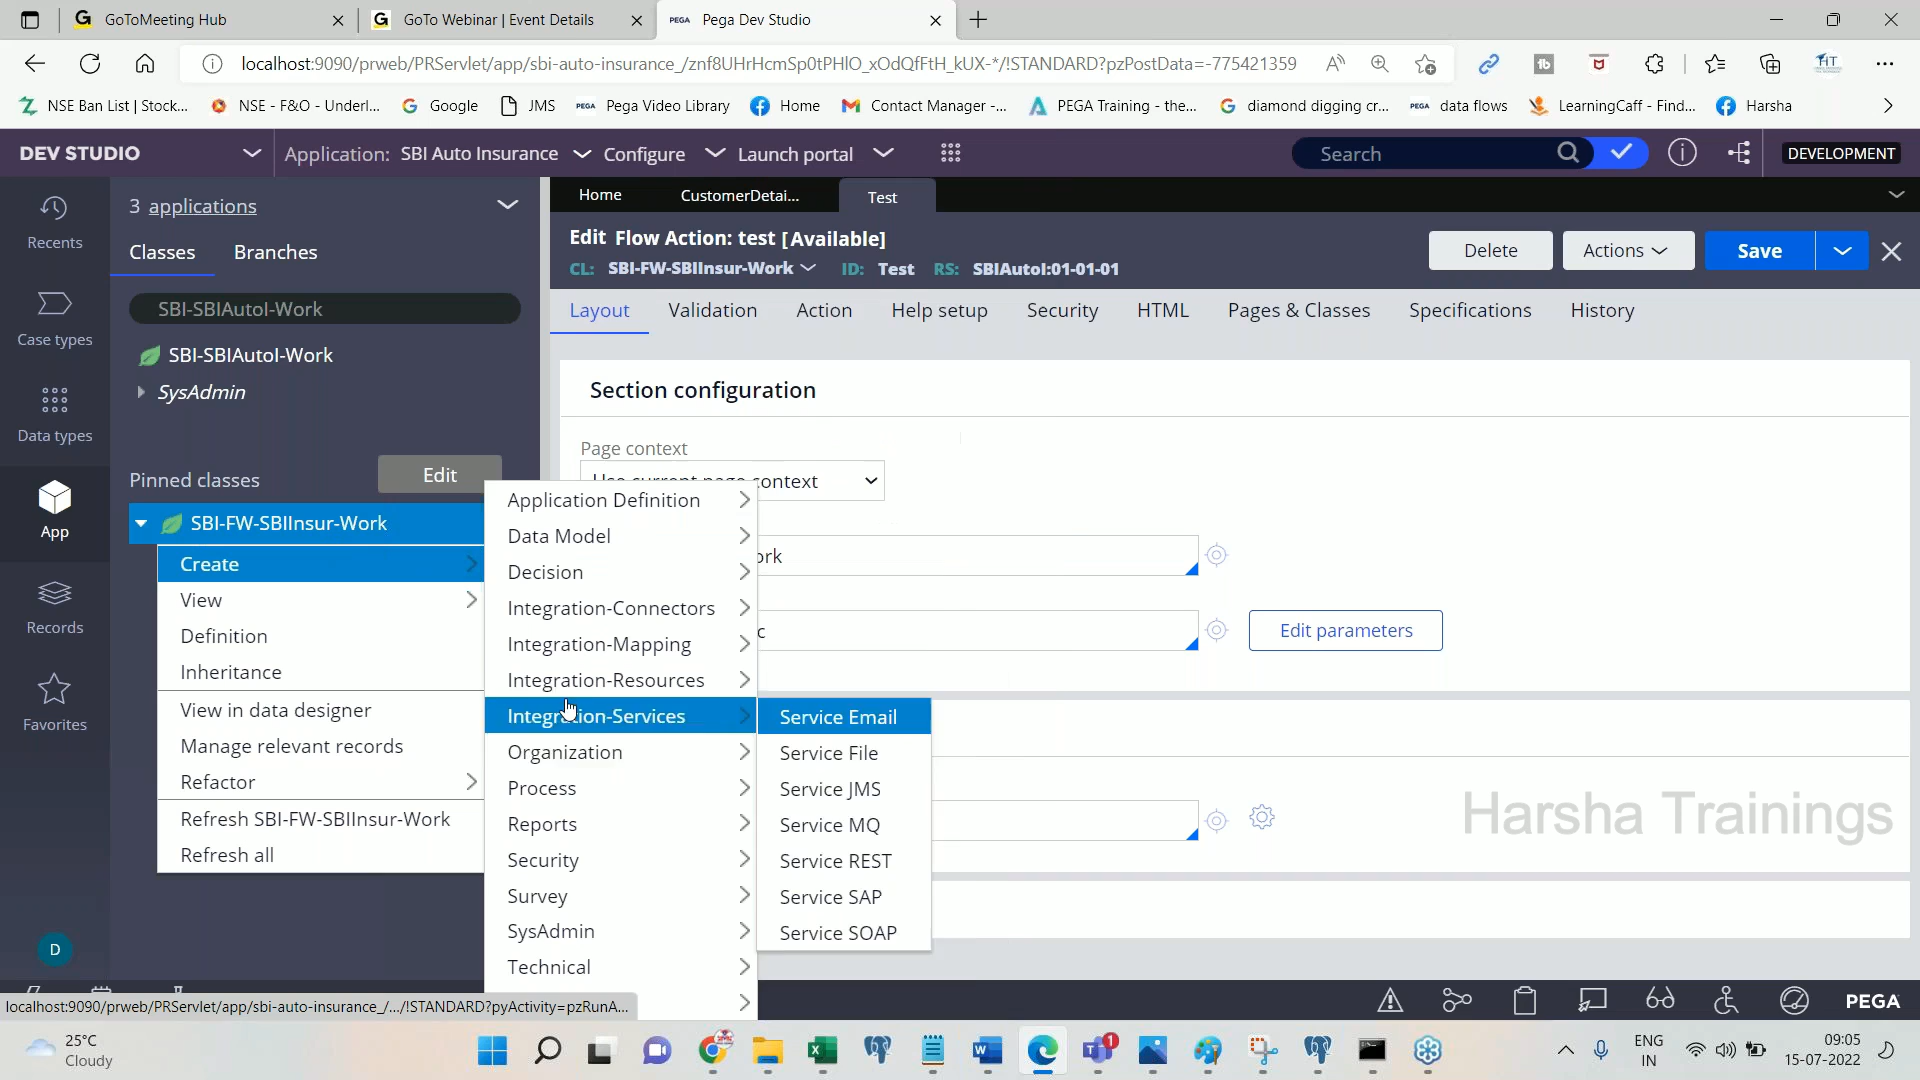 GoToMeeting Hub
GoTo Webinar | Event Details
PEGA Pega Dev Studio
localhost:9090/prweb/PRServlet/app/sbi-auto-insurance_/znf8UHrHcmSp0tPHlO_xOdQfFtH_kUX-*/!STANDARD?pzPostData=-775421359
NSE Ban List | Stock...
NSE - F&O - Underl...
Google
JMS
PEGA Pega Video Library
Home
Contact Manager -...
PEGA Training - the...
diamond digging cr...
PEGA data flows
LearningCaff - Find...
Harsha
DEV STUDIO
Application: SBI Auto Insurance
Configure
Launch portal
Search
DEVELOPMENT
Recents
Case types
Data types
App
Records
Favorites
D
3 applications
Classes
Branches
SBI-SBIAutoI-Work
SBI-SBIAutoI-Work
SysAdmin
Pinned classes
Edit
SBI-FW-SBIInsur-Work
Create
View
Definition
Inheritance
View in data designer
Manage relevant records
Refactor
Refresh SBI-FW-SBIInsur-Work
Refresh all
Application Definition
Data Model
Decision
Integration-Connectors
Integration-Mapping
Integration-Resources
Integration-Services
Organization
Process
Reports
Security
Survey
SysAdmin
Technical
Service Email
Service File
Service JMS
Service MQ
Service REST
Service SAP
Service SOAP
Home
CustomerDetai...
Test
Edit Flow Action: test [Available]
CL: SBI-FW-SBIInsur-Work ID: Test RS: SBIAutoI:01-01-01
Delete
Actions
Save
Layout
Validation
Action
Help setup
Security
HTML
Pages & Classes
Specifications
History
Section configuration
Page context
Use current page context
Edit parameters
Harsha Trainings
localhost:9090/prweb/PRServlet/app/sbi-auto-insurance_/.../!STANDARD?pyActivity=pzRunA...
PEGA
25°C
Cloudy
1
ENG
IN
09:05
15-07-2022